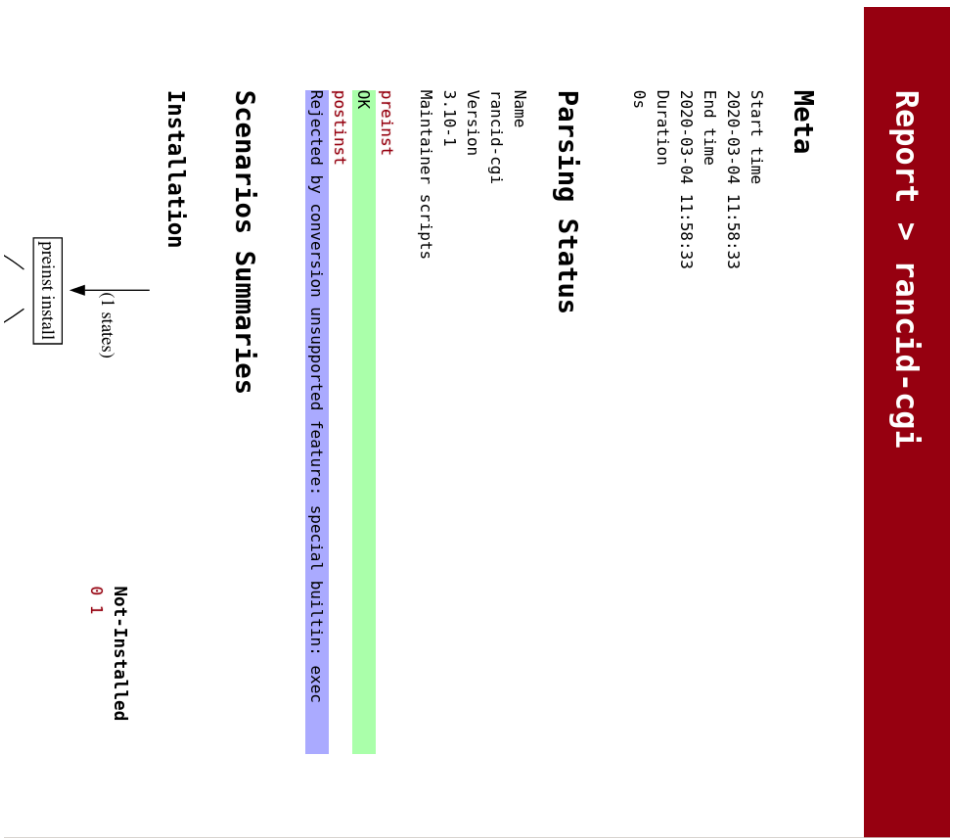 Report > rancid-cgi
Meta
Start time
2020-03-04 11:58:33
End time
2020-03-04 11:58:33
Duration
0s
Parsing Status
Name
rancid-cgi
Version
3.10-1
Maintainer scripts
preinst
OK
postinst
Rejected by conversion unsupported feature: special builtin: exec
Scenarios Summaries
Installation
(1 states)
preinst install
Not-Installed
0 1